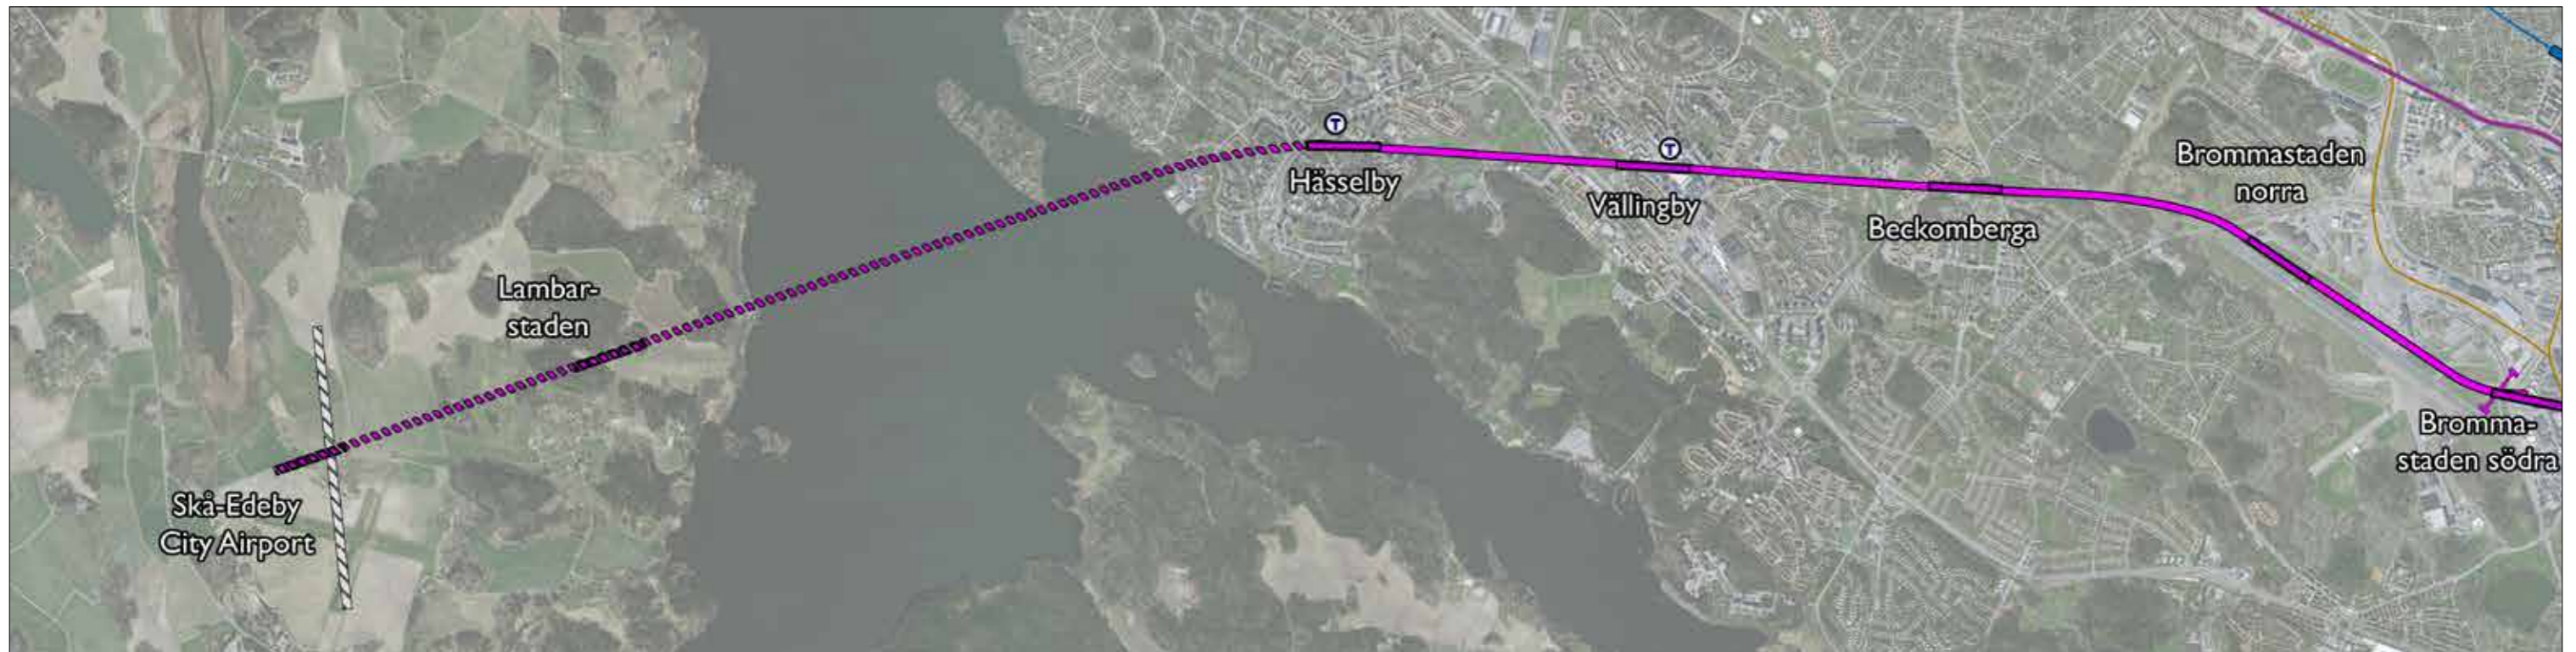 T
Hässelby
T
Vällingby
Beckomberga
Brommastaden
norra
Bromma-
staden södra
Lambar-
staden
Skå-Edeby
City Airport